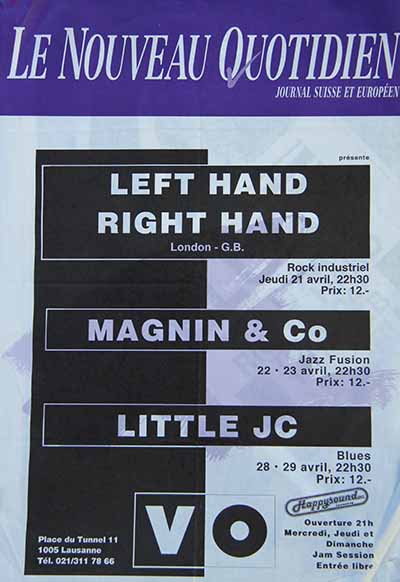 LE NOUVEAU QUOTIDIEN
JOURNAL SUISSE ET EUROPÉEN
présente
LEFT HAND
RIGHT HAND
London - G.B.
Rock industriel
Jeudi 21 avril, 22h30
Prix: 12.-
MAGNIN & Co
Jazz Fusion
22 · 23 avril, 22h30
Prix: 12.-
LITTLE JC
Blues
28 · 29 avril, 22h30
Prix: 12.-
VO
Happysound
Place du Tunnel 11
1005 Lausanne
Tél. 021/311 78 66
Ouverture 21h
Mercredi, Jeudi et
Dimanche
Jam Session
Entrée libre